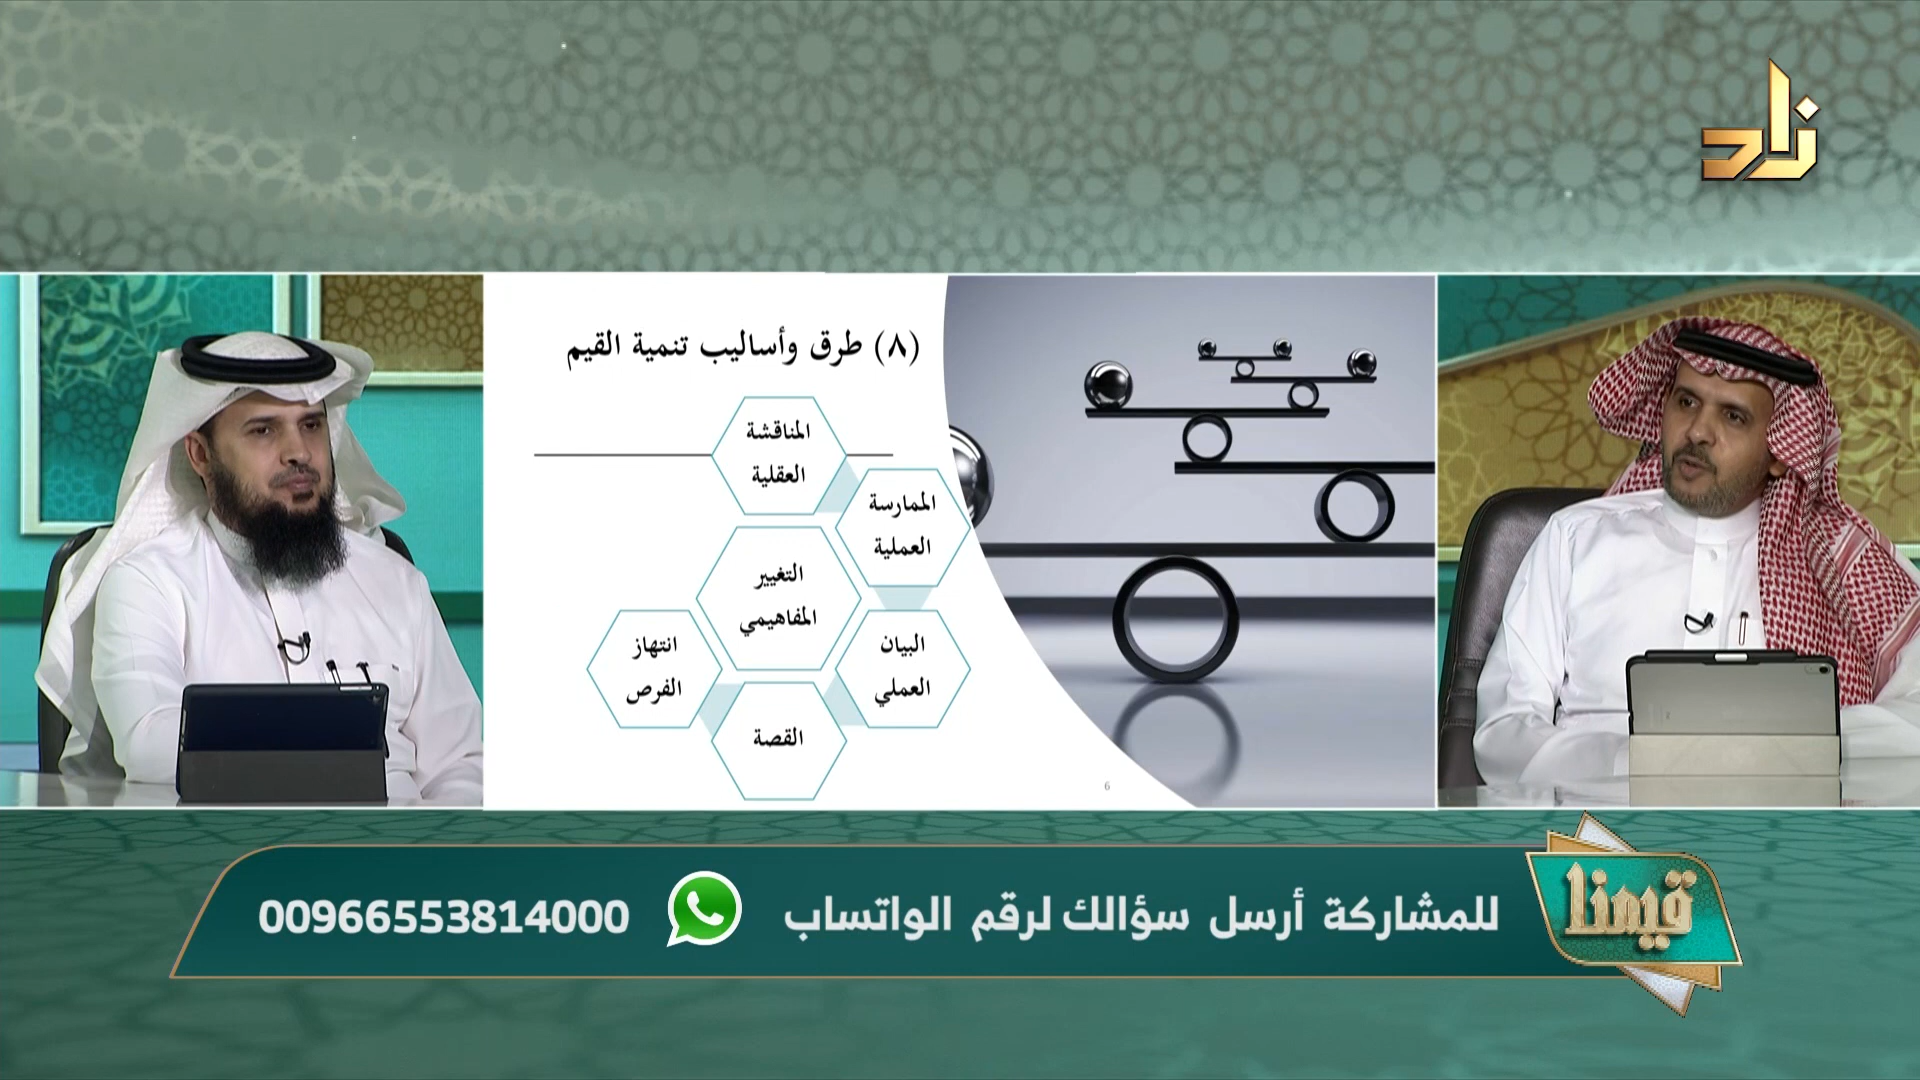 زاد
(٨) طرق وأساليب تنمية القيم
المناقشة
العقلية
الممارسة
العملية
التغيير
المفاهيمي
البيان
العملي
انتهاز
الفرص
القصة
6
قيمنا
للمشاركة أرسل سؤالك لرقم الواتساب
00966553814000